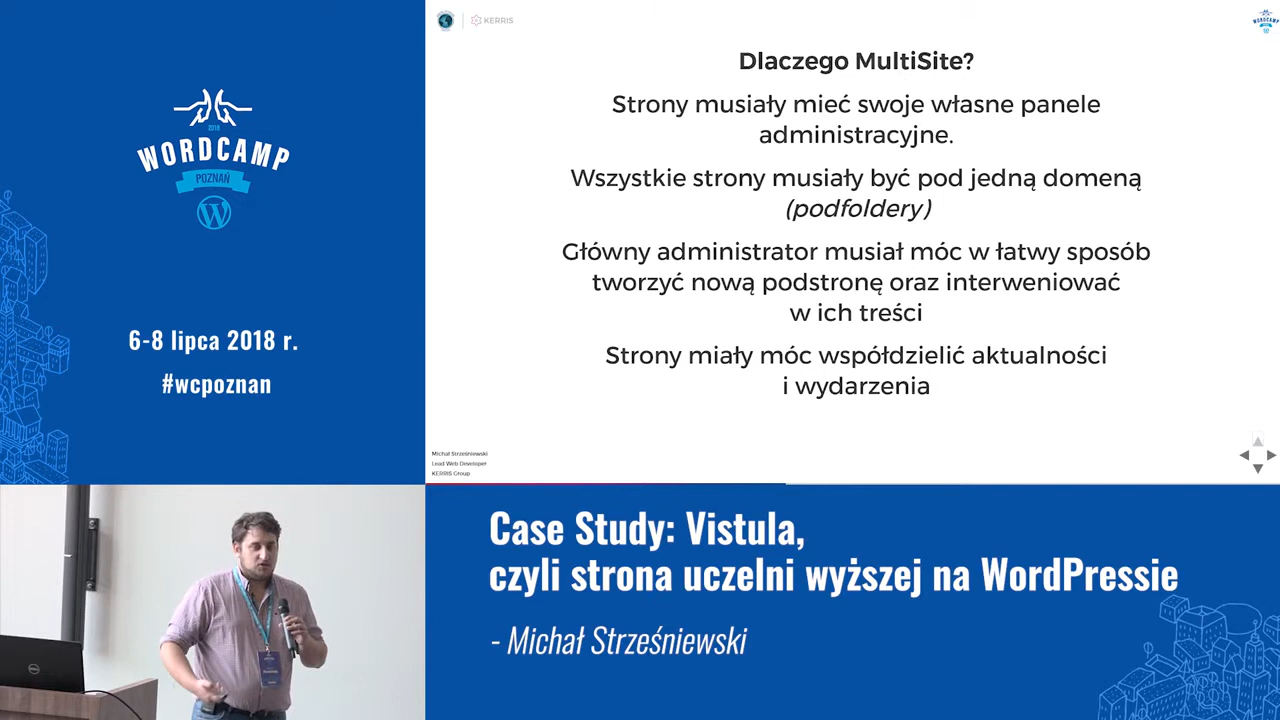 2018
WORDCAMP
POZNAŃ
6-8 lipca 2018 r.
#wcpoznan
KERRIS
WORDCAMP
Dlaczego MultiSite?
Strony musiały mieć swoje własne panele
administracyjne.
Wszystkie strony musiały być pod jedną domeną
(podfoldery)
Główny administrator musiał móc w łatwy sposób
tworzyć nową podstronę oraz interweniować
w ich treści
Strony miały móc współdzielić aktualności
i wydarzenia
Michał Strześniewski
Lead Web Developer
KERRIS Group
Case Study: Vistula,
czyli strona uczelni wyższej na WordPressie
- Michał Strześniewski
DELL